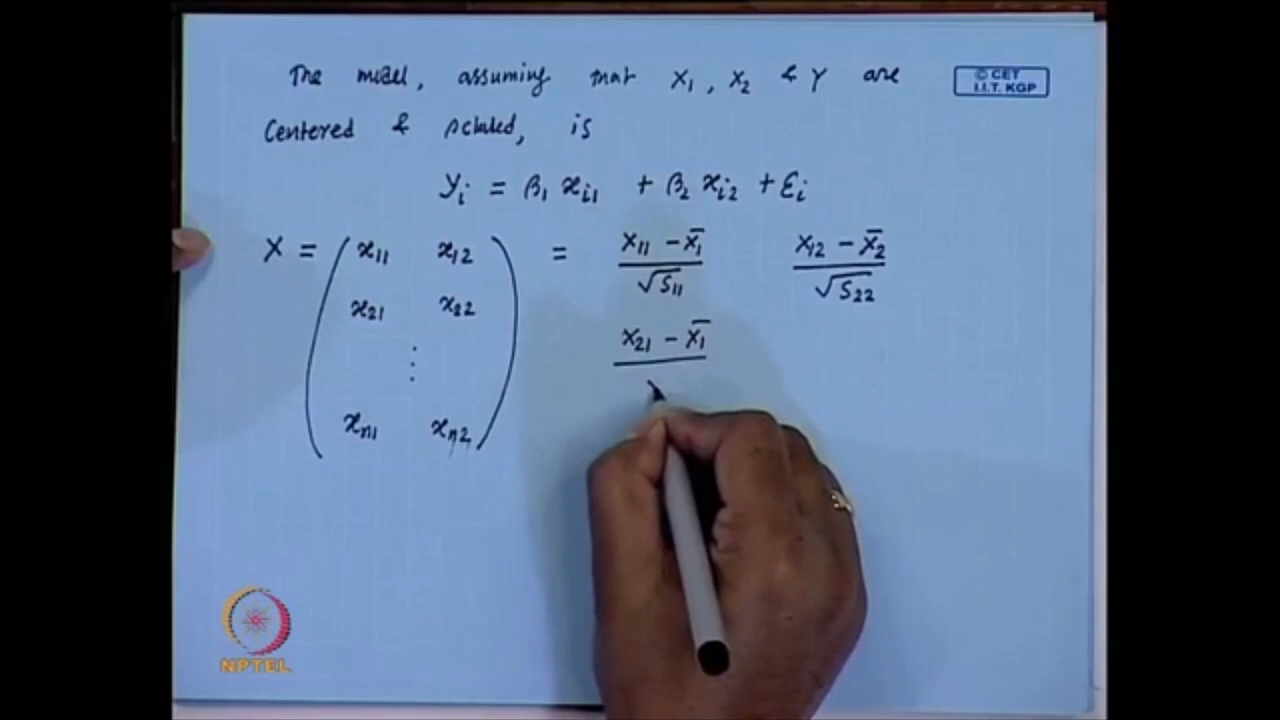 The model, assuming that X₁, X₂ & Y are
© CET
I.I.T. KGP
Centered & scaled, is
yᵢ = β₁ xᵢ₁ + β₂ xᵢ₂ + εᵢ
X = ( x₁₁ x₁₂ = X₁₁ − X̄₁ / √S₁₁ X₁₂ − X̄₂ / √S₂₂
x₂₁ x₂₂ X₂₁ − X̄₁
⋮
xₙ₁ xₙ₂ )
NPTEL